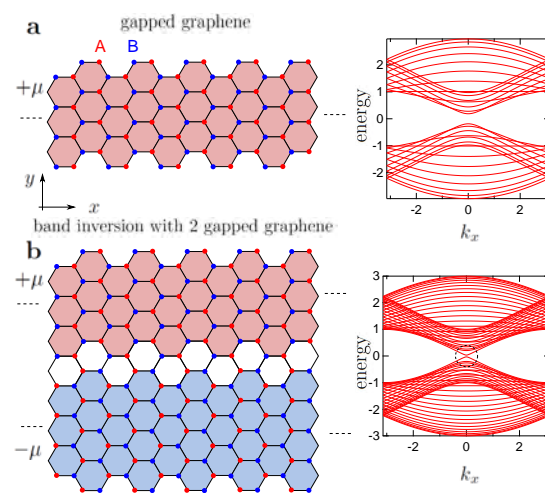 a
gapped graphene
A B
+μ
y
x
energy
2
1
0
-1
-2
-2 0 2
k_x
band inversion with 2 gapped graphene
b
+μ
−μ
energy
3
2
1
0
-1
-2
-3
-2 0 2
k_x